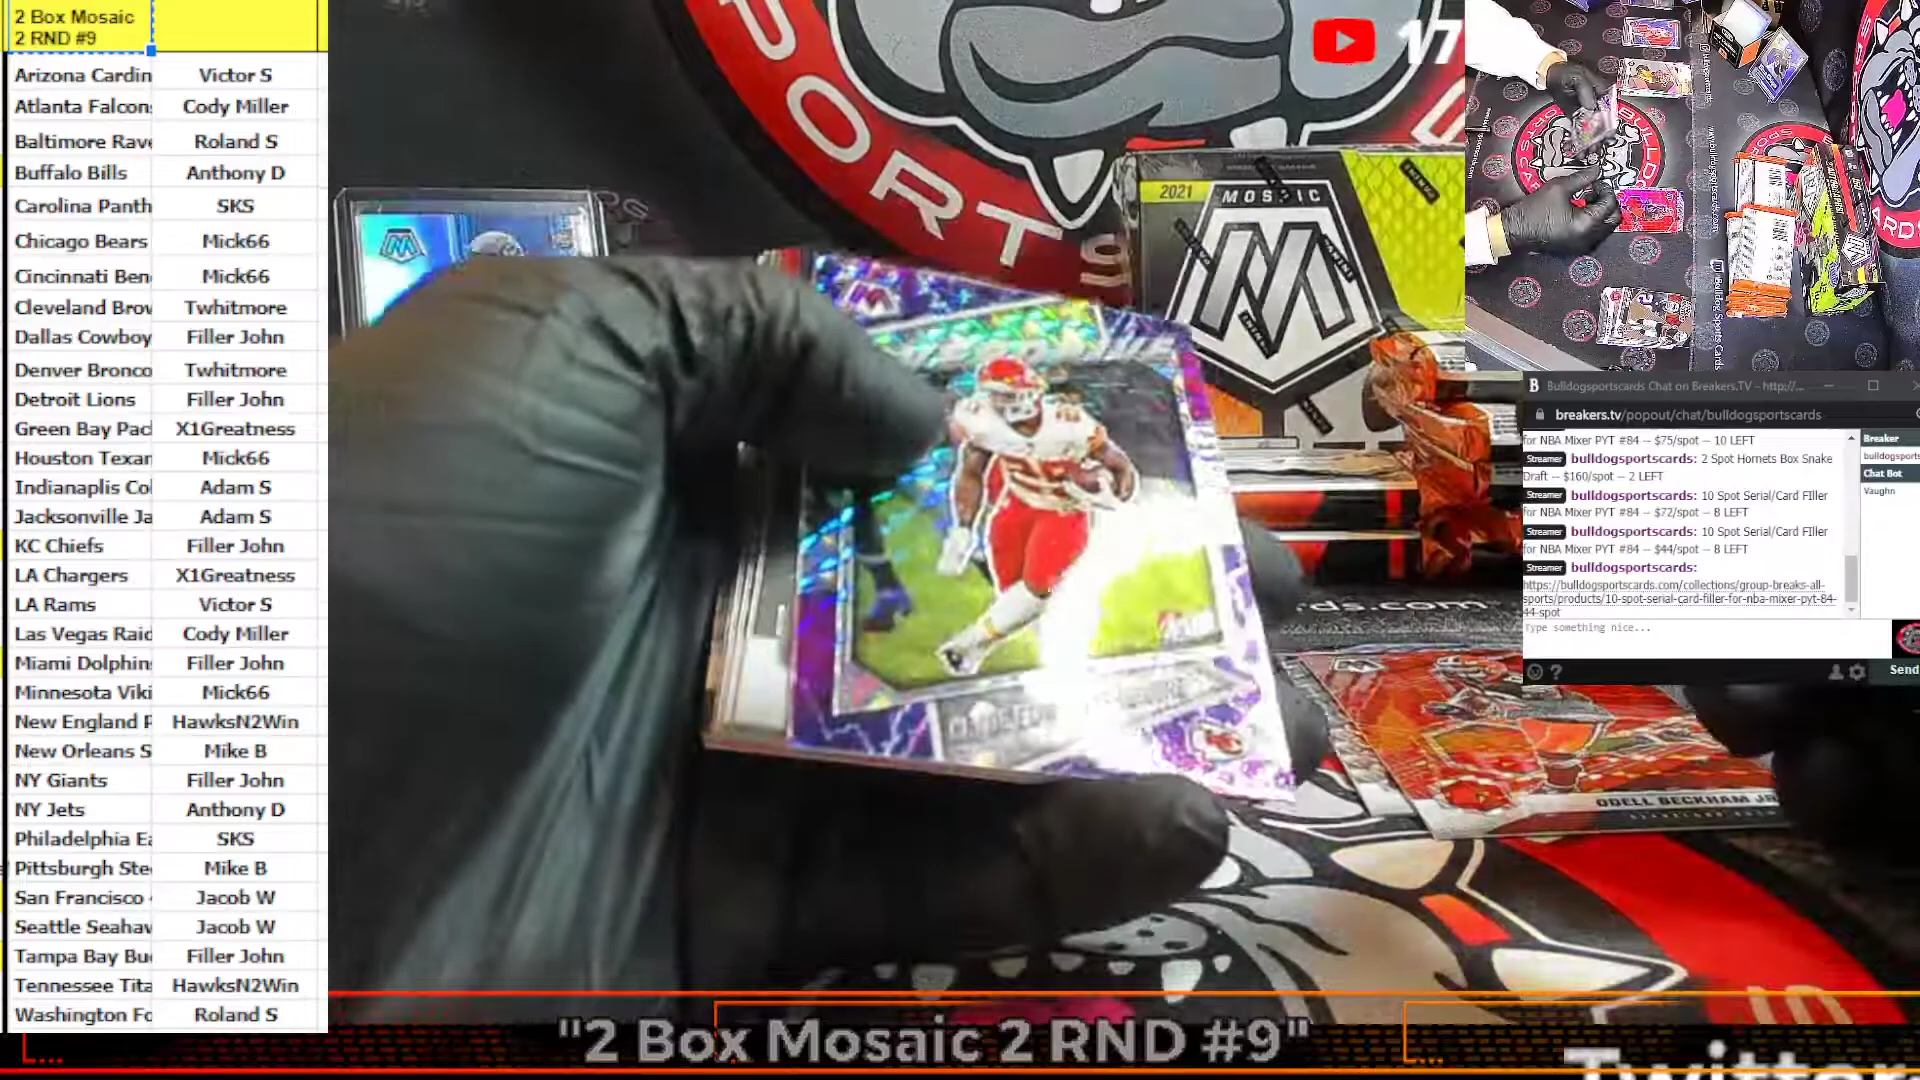 2 Box Mosaic
2 RND #9
Arizona Cardin Victor S
Atlanta Falcon Cody Miller
Baltimore Rav Roland S
Buffalo Bills Anthony D
Carolina Panth SKS
Chicago Bears Mick66
Cincinnati Ben Mick66
Cleveland Brov Twhitmore
Dallas Cowboy Filler John
Denver Bronco Twhitmore
Detroit Lions Filler John
Green Bay Pac X1Greatness
Houston Texar Mick66
Indianaplis Co Adam S
Jacksonville Ja Adam S
KC Chiefs Filler John
LA Chargers X1Greatness
LA Rams Victor S
Las Vegas Raid Cody Miller
Miami Dolphin Filler John
Minnesota Viki Mick66
New England P HawksN2Win
New Orleans S Mike B
NY Giants Filler John
NY Jets Anthony D
Philadelphia Ea SKS
Pittsburgh Ste Mike B
San Francisco Jacob W
Seattle Seahav Jacob W
Tampa Bay Bu Filler John
Tennessee Tita HawksN2Win
Washington Fo Roland S
PORT
17
2021
MOSAIC
ds.com
ODELL BECKHAM JR
Bulldogsportscards Chat on Breakers.TV - http://...
breakers.tv/popout/chat/bulldogsportscards
for NBA Mixer PYT #84 -- $75/spot -- 10 LEFT
Streamer bulldogsportscards: 2 Spot Hornets Box Snake
Draft -- $160/spot -- 2 LEFT
Streamer bulldogsportscards: 10 Spot Serial/Card FIller
for NBA Mixer PYT #84 -- $72/spot -- 8 LEFT
Streamer bulldogsportscards: 10 Spot Serial/Card FIller
for NBA Mixer PYT #84 -- $44/spot -- 8 LEFT
Streamer bulldogsportscards:
https://bulldogsportscards.com/collections/group-breaks-all-
sports/products/10-spot-serial-card-filler-for-nba-mixer-pyt-84-
44-spot
Type something nice...
Send
Breaker
bulldogsports
Chat Bot
Vaughn
"2 Box Mosaic 2 RND #9"
Twitter